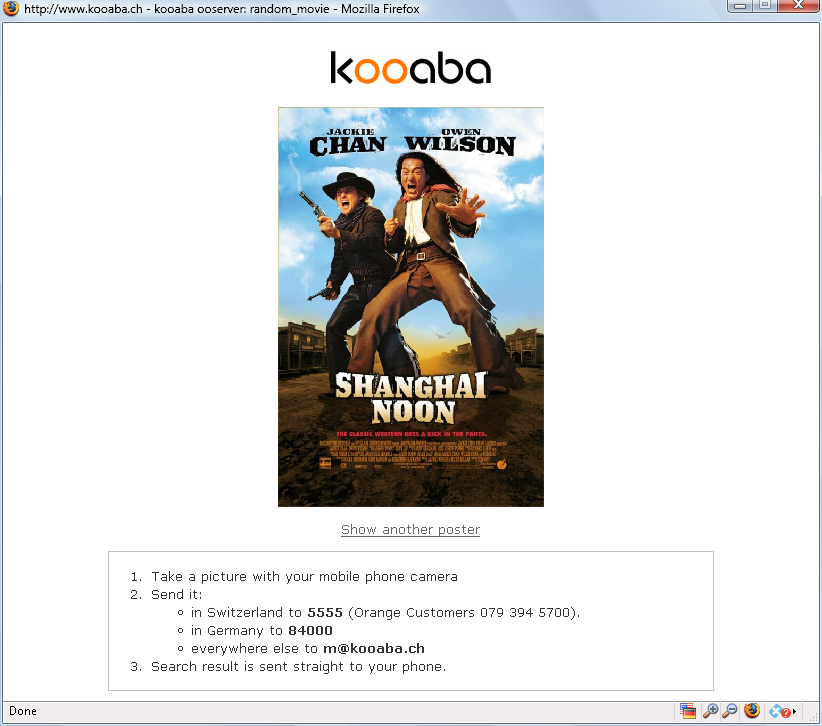 http://www.kooaba.ch - kooaba ooserver: random_movie - Mozilla Firefox
kooaba
JACKIE CHAN OWEN WILSON
SHANGHAI
NOON
THE CLASSIC WESTERN GETS A KICK IN THE PANTS.
Show another poster
1. Take a picture with your mobile phone camera
2. Send it:
in Switzerland to 5555 (Orange Customers 079 394 5700).
in Germany to 84000
everywhere else to m@kooaba.ch
3. Search result is sent straight to your phone.
Done